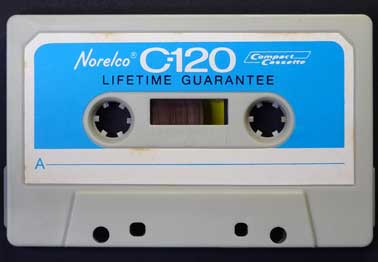 Norelco® C-120 Compact Cassette
LIFETIME GUARANTEE
A